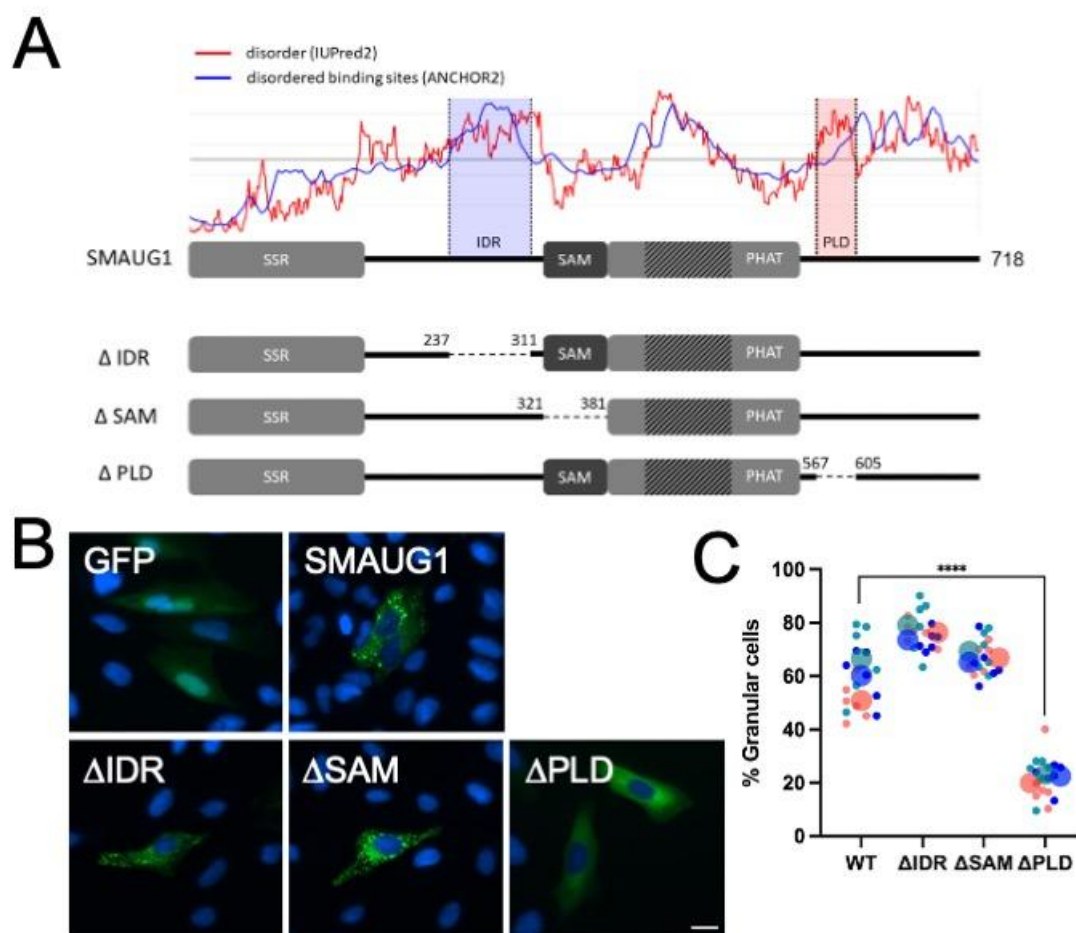 A
disorder (IUPred2)
disordered binding sites (ANCHOR2)
IDR
PLD
SMAUG1
SSR
SAM
PHAT
718
Δ IDR
SSR
237
311
SAM
PHAT
Δ SAM
SSR
321
381
PHAT
Δ PLD
SSR
SAM
PHAT
567
605
B
GFP
SMAUG1
ΔIDR
ΔSAM
ΔPLD
C
****
% Granular cells
100
80
60
40
20
0
WT
ΔIDR
ΔSAM
ΔPLD